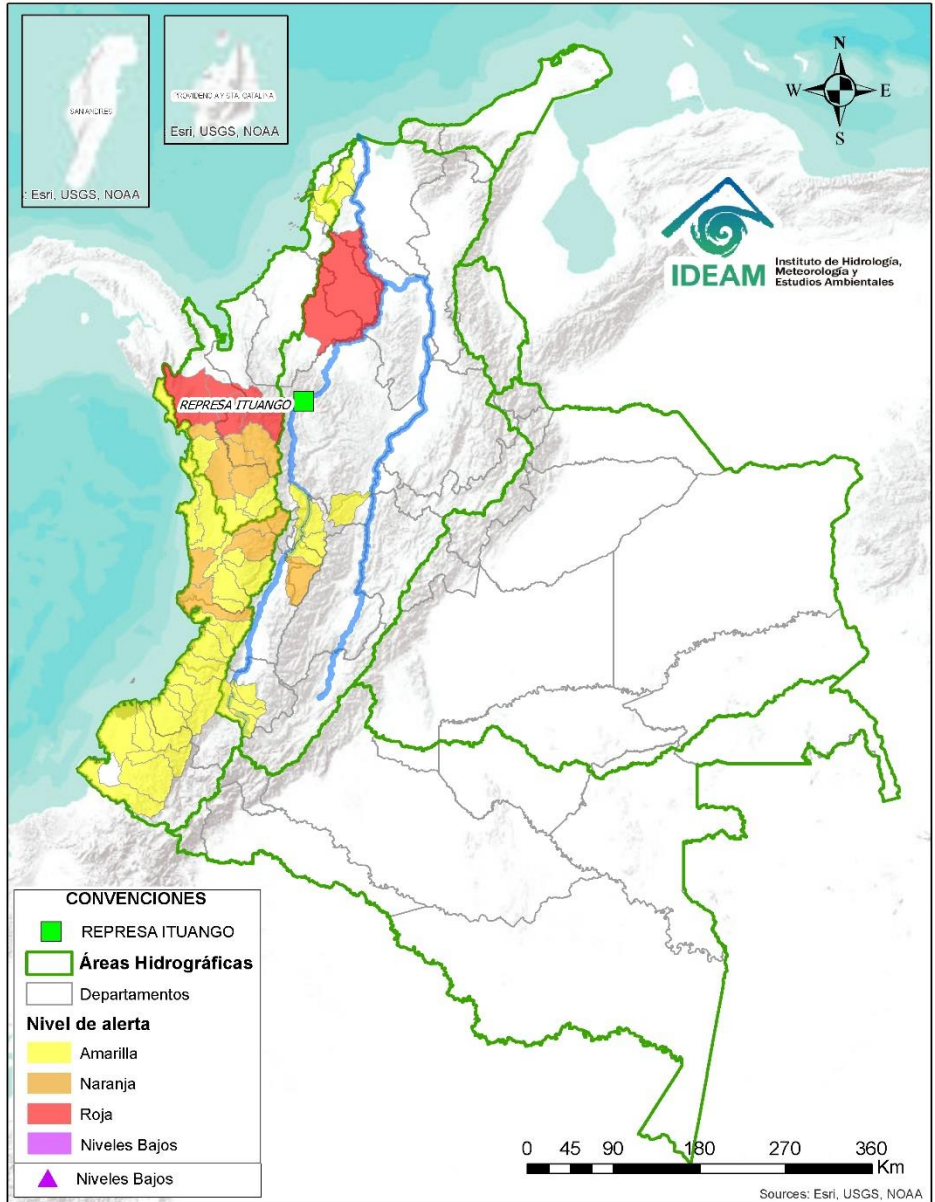 SAN ANDRES
: Esri, USGS, NOAA
PROVIDENCIA Y STA. CATALINA
Esri, USGS, NOAA
N
W
E
S
IDEAM
Instituto de Hidrología,
Meteorología y
Estudios Ambientales
REPRESA ITUANGO
CONVENCIONES
REPRESA ITUANGO
Áreas Hidrográficas
Departamentos
Nivel de alerta
Amarilla
Naranja
Roja
Niveles Bajos
Niveles Bajos
0 45 90 180 270 360
Km
Sources: Esri, USGS, NOAA